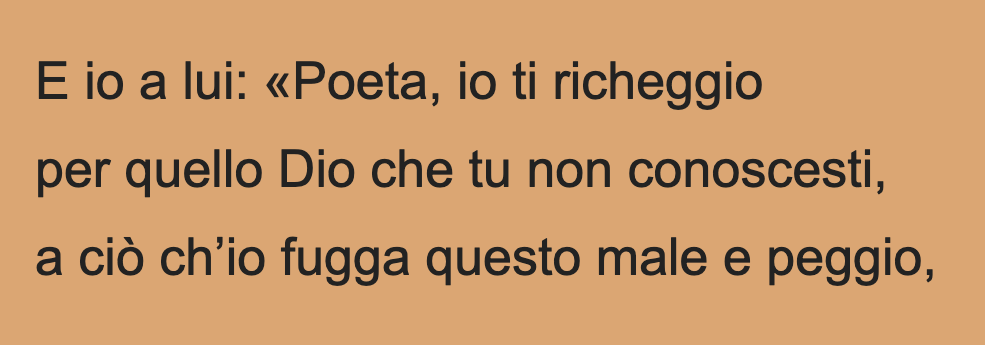 E io a lui: «Poeta, io ti richeggio
per quello Dio che tu non conoscesti,
a ciò ch’io fugga questo male e peggio,